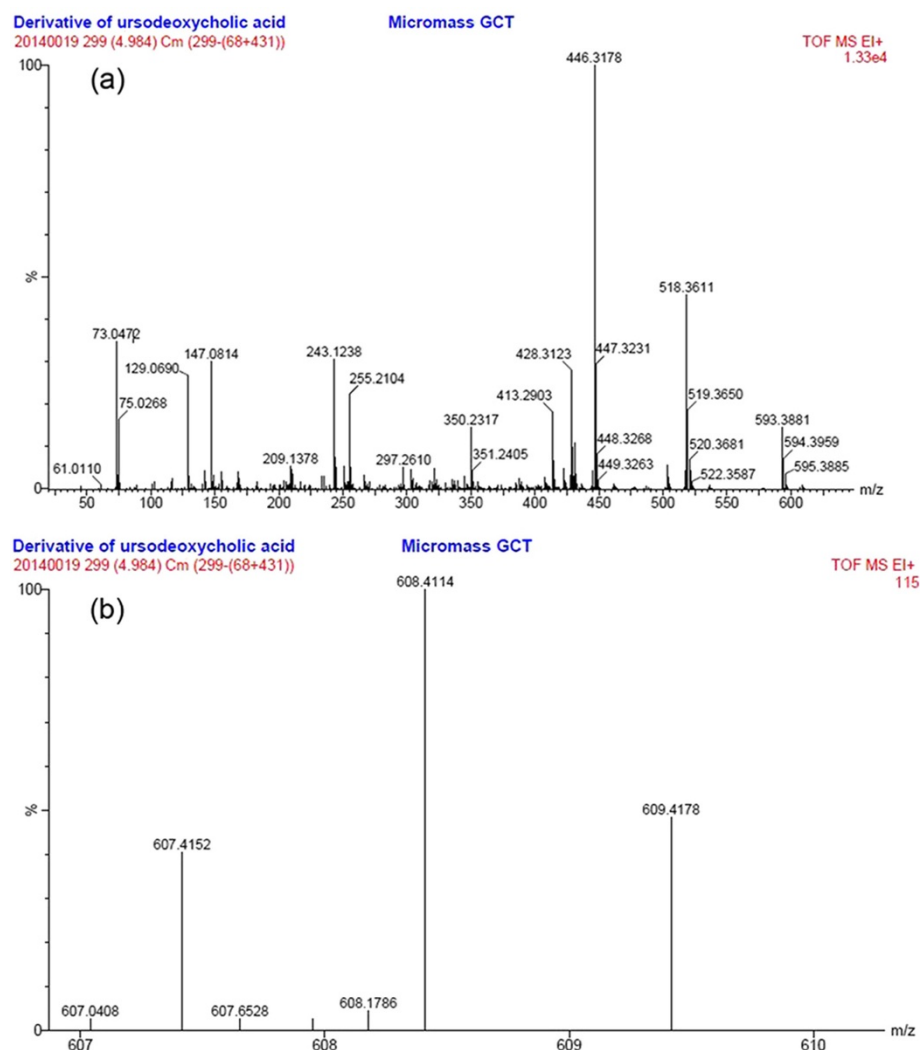 Derivative of ursodeoxycholic acid Micromass GCT
20140019 299 (4.984) Cm (299-(68+431)) TOF MS EI+
1.33e4
100 446.3178
(a)
%
518.3611
73.0472
129.0690 147.0814 243.1238 428.3123 447.3231
255.2104
413.2903 519.3650
75.0268 350.2317 593.3881
448.3268 594.3959
209.1378 297.2610 351.2405 520.3681 595.3885
61.0110 449.3263 522.3587
0 m/z
50 100 150 200 250 300 350 400 450 500 550 600
Derivative of ursodeoxycholic acid Micromass GCT
20140019 299 (4.984) Cm (299-(68+431)) TOF MS EI+
115
100 608.4114
(b)
%
609.4178
607.4152
607.0408 607.6528 608.1786
0 m/z
607 608 609 610